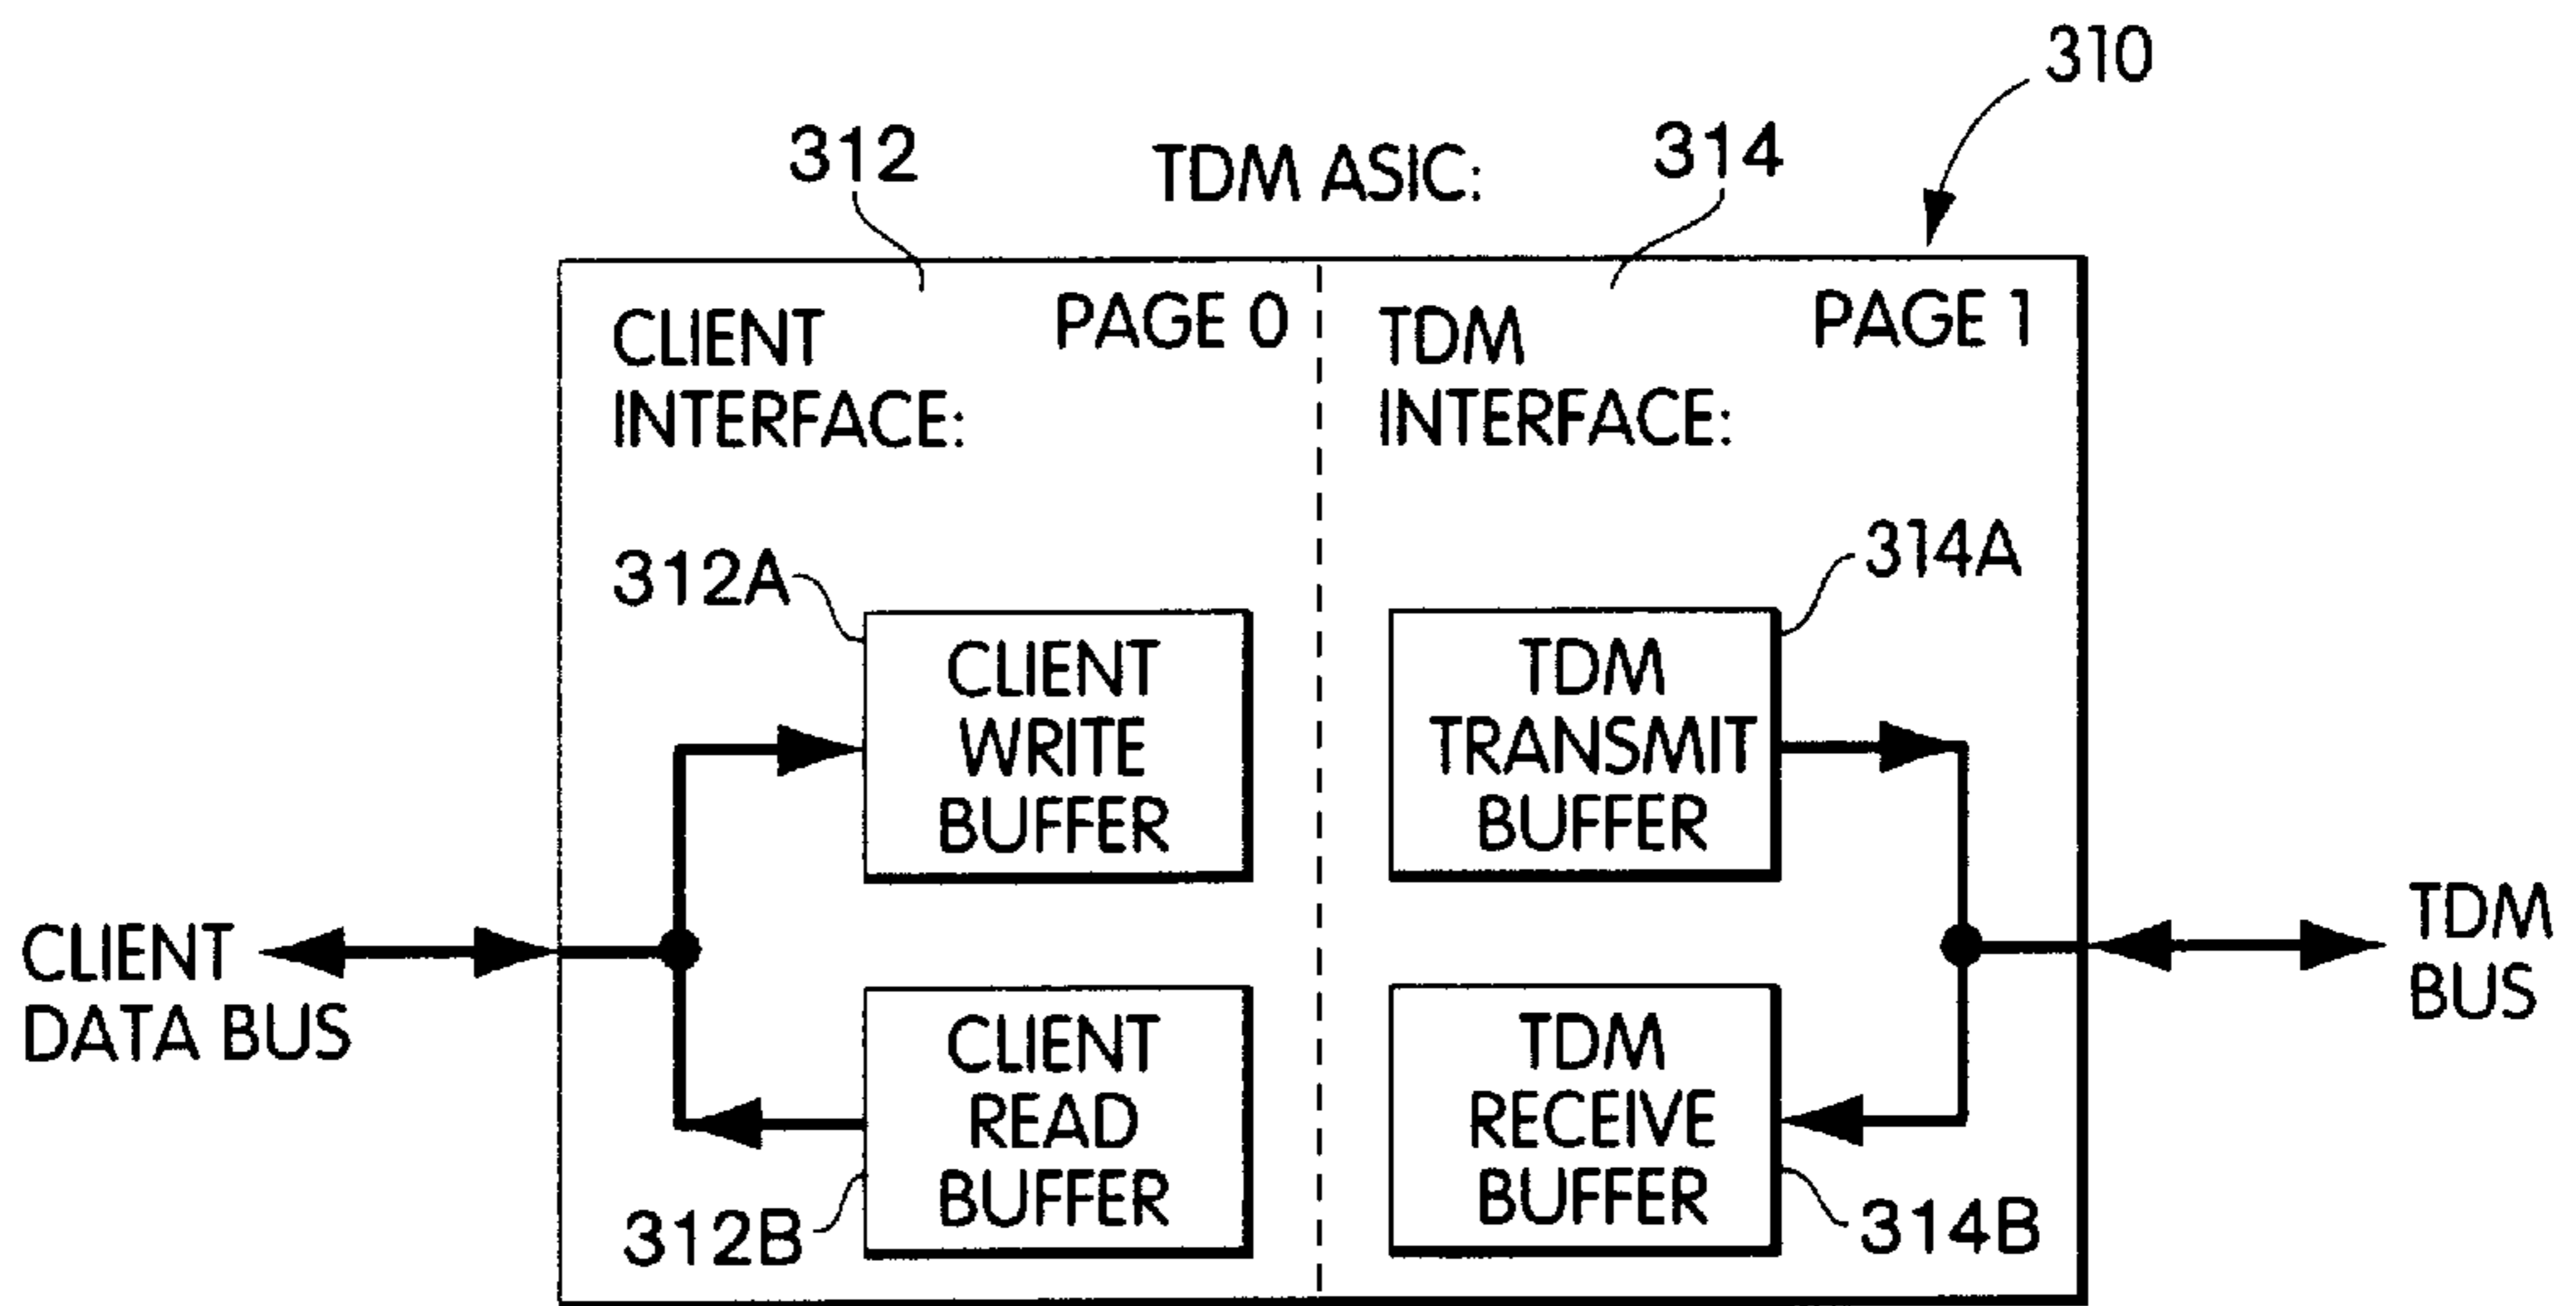 310
312
TDM ASIC:
314
CLIENT
INTERFACE:
PAGE 0
TDM
INTERFACE:
PAGE 1
312A
CLIENT
WRITE
BUFFER
314A
TDM
TRANSMIT
BUFFER
CLIENT
DATA BUS
TDM
BUS
CLIENT
READ
BUFFER
312B
TDM
RECEIVE
BUFFER
314B